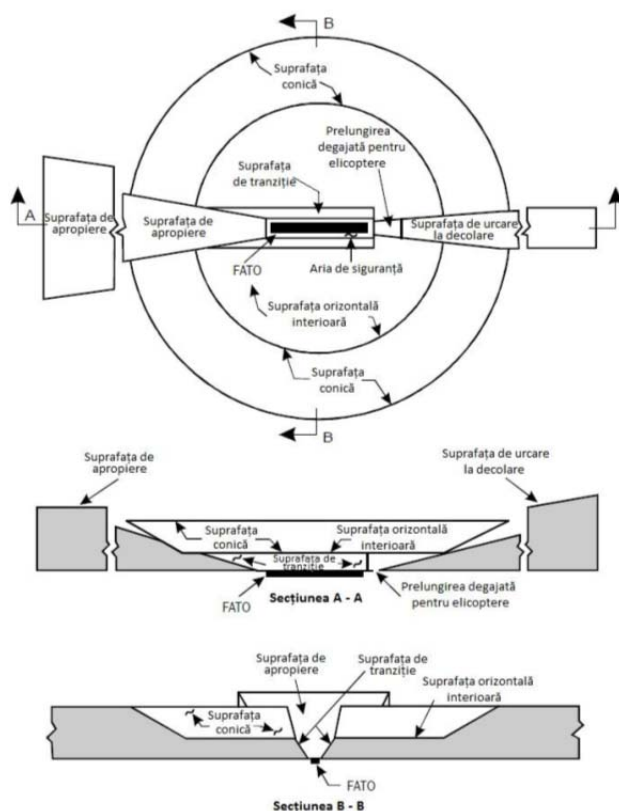 B
Suprafața
conică
Prelungirea
degajată pentru
elicoptere
Suprafața
de tranziție
A
Suprafața de
apropiere
Suprafața de
apropiere
Suprafața de urcare
la decolare
FATO
Aria de siguranță
Suprafața orizontală
interioară
Suprafața
conică
B
Suprafața de
apropiere
Suprafața de urcare
la decolare
Suprafața
conică
Suprafața orizontală
interioară
Suprafața de
tranziție
FATO
Prelungirea degajată
pentru elicoptere
Secțiunea A - A
Suprafața de
apropiere
Suprafața de
tranziție
Suprafața orizontală
interioară
Suprafața
conică
FATO
Secțiunea B - B